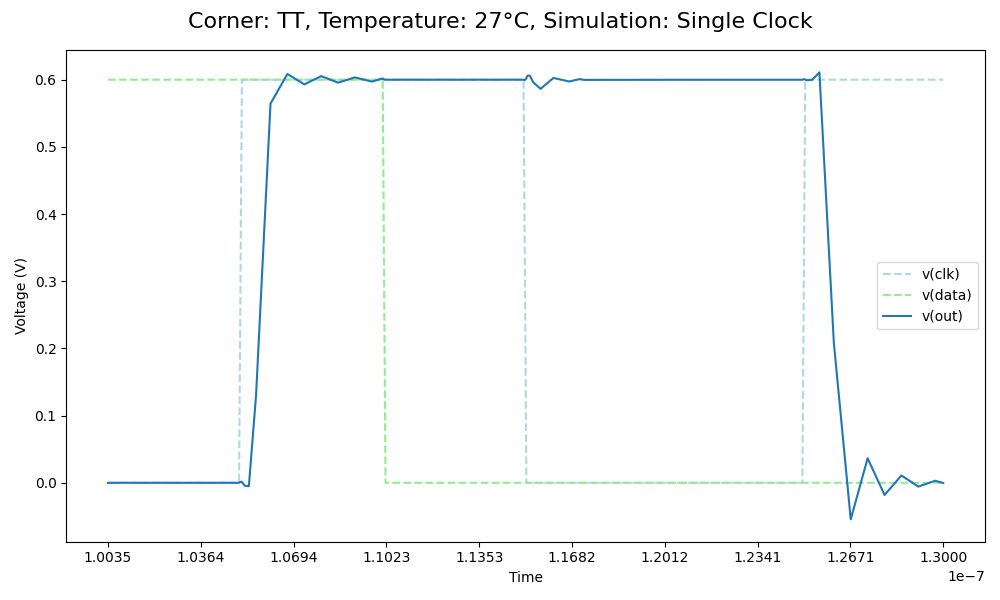 Corner: TT, Temperature: 27°C, Simulation: Single Clock
Voltage (V)
0.6
0.5
0.4
0.3
0.2
0.1
0.0
v(clk)
v(data)
v(out)
1.0035 1.0364 1.0694 1.1023 1.1353 1.1682 1.2012 1.2341 1.2671 1.3000
1e−7
Time